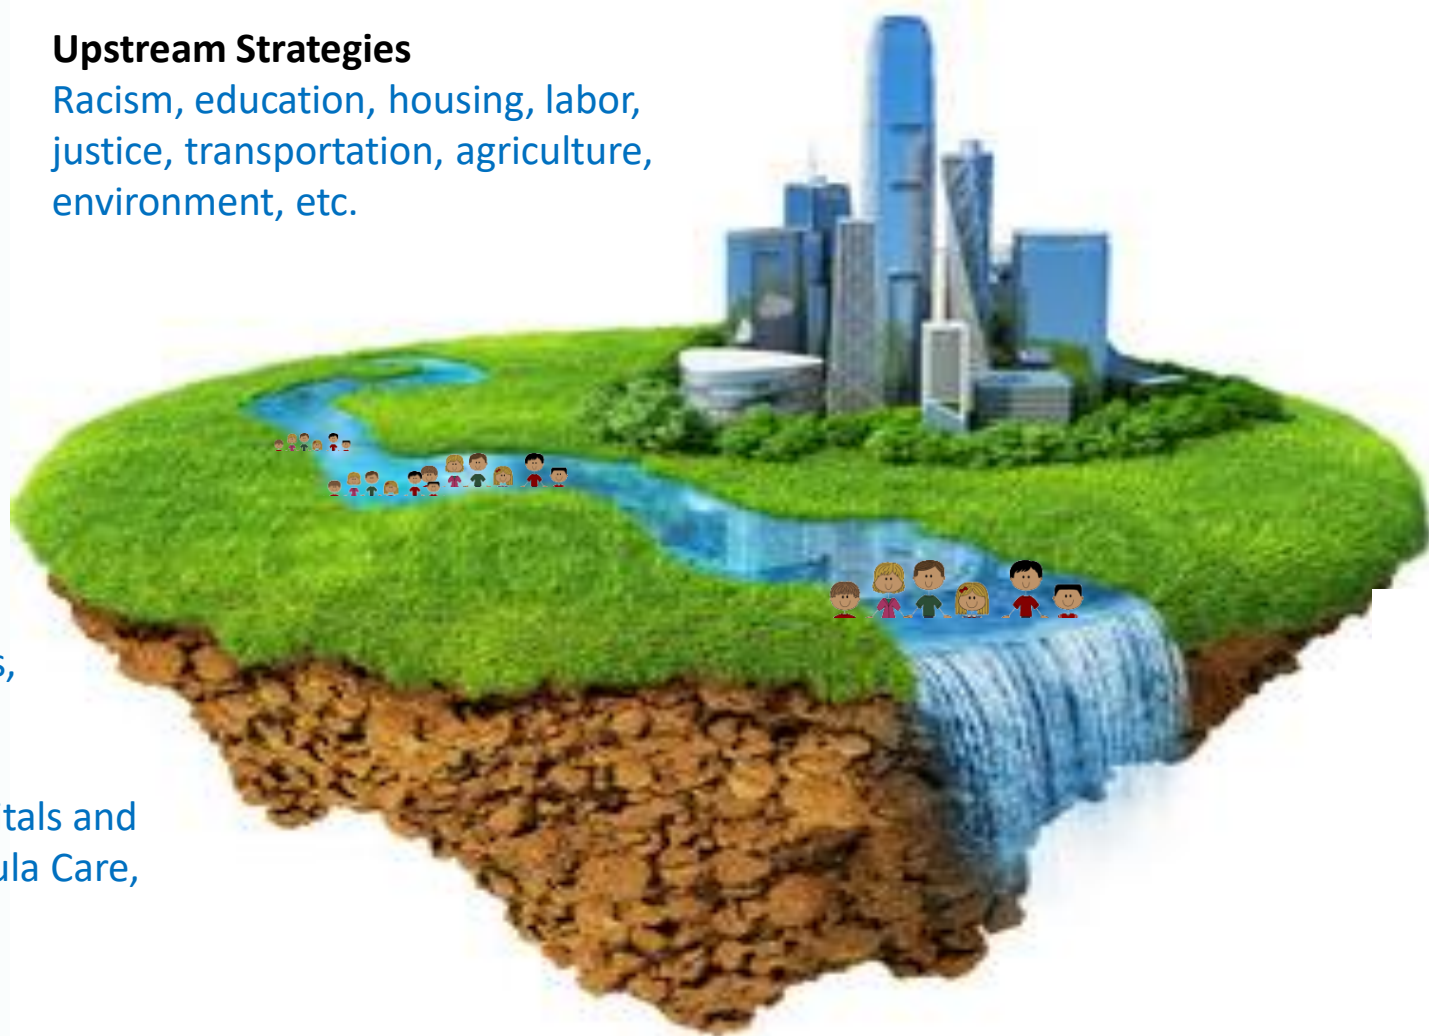 Upstream Strategies
Racism, education, housing, labor,
justice, transportation, agriculture,
environment, etc.
s,
tals and
ula Care,